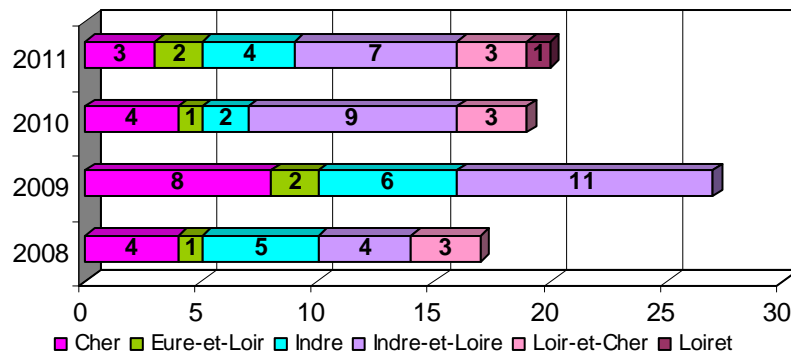 2011 3 2 4 7 3 1
2010 4 1 2 9 3
2009 8 2 6 11
2008 4 1 5 4 3
0 5 10 15 20 25 30
Cher Eure-et-Loir Indre Indre-et-Loire Loir-et-Cher Loiret